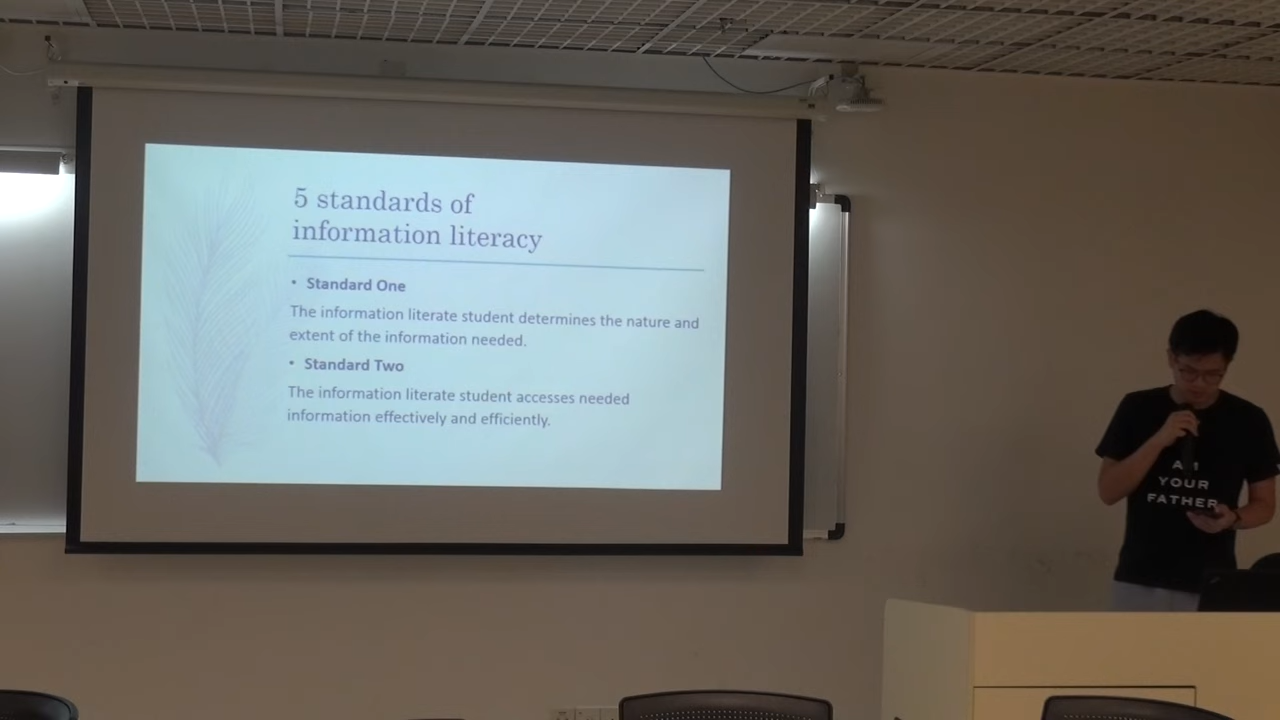 5 standards of
information literacy
• Standard One
The information literate student determines the nature and
extent of the information needed.
• Standard Two
The information literate student accesses needed
information effectively and efficiently.
YOUR
FATHER